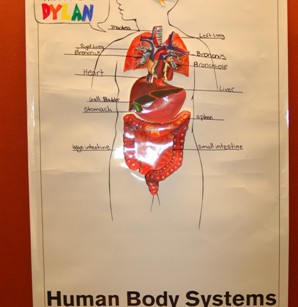 DYLAN
Trachea
Left Lung
Right Lung
Bronchus
Bronchus
Bronchiole
Heart
Liver
Gall Bladder
Stomach
spleen
large intestine
Small intestine
Human Body Systems